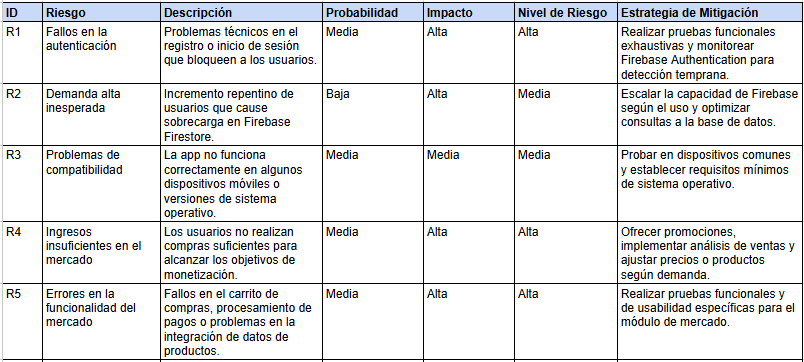 ID Riesgo Descripción Probabilidad Impacto Nivel de Riesgo Estrategia de Mitigación
R1 Fallos en la Problemas técnicos en el Media Alta Alta Realizar pruebas funcionales
autenticación registro o inicio de sesión exhaustivas y monitorear
que bloqueen a los usuarios. Firebase Authentication para
detección temprana.
R2 Demanda alta Incremento repentino de Baja Alta Media Escalar la capacidad de Firebase
inesperada usuarios que cause según el uso y optimizar
sobrecarga en Firebase consultas a la base de datos.
Firestore.
R3 Problemas de La app no funciona Media Media Media Probar en dispositivos comunes
compatibilidad correctamente en algunos y establecer requisitos mínimos
dispositivos móviles o de sistema operativo.
versiones de sistema
operativo.
R4 Ingresos Los usuarios no realizan Media Alta Alta Ofrecer promociones,
insuficientes en el compras suficientes para implementar análisis de ventas y
mercado alcanzar los objetivos de ajustar precios o productos
monetización. según demanda.
R5 Errores en la Fallos en el carrito de Media Alta Alta Realizar pruebas funcionales y
funcionalidad del compras, procesamiento de de usabilidad específicas para el
mercado pagos o problemas en la módulo de mercado.
integración de datos de
productos.